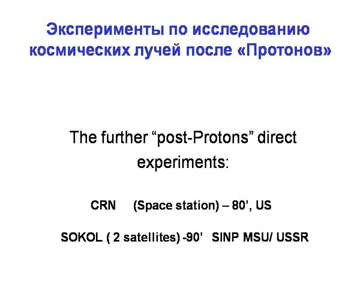 Эксперименты по исследованию
космических лучей после «Протонов»
The further “post-Protons” direct
experiments:
CRN (Space station) – 80’, US
SOKOL ( 2 satellites) -90’ SINP MSU/ USSR